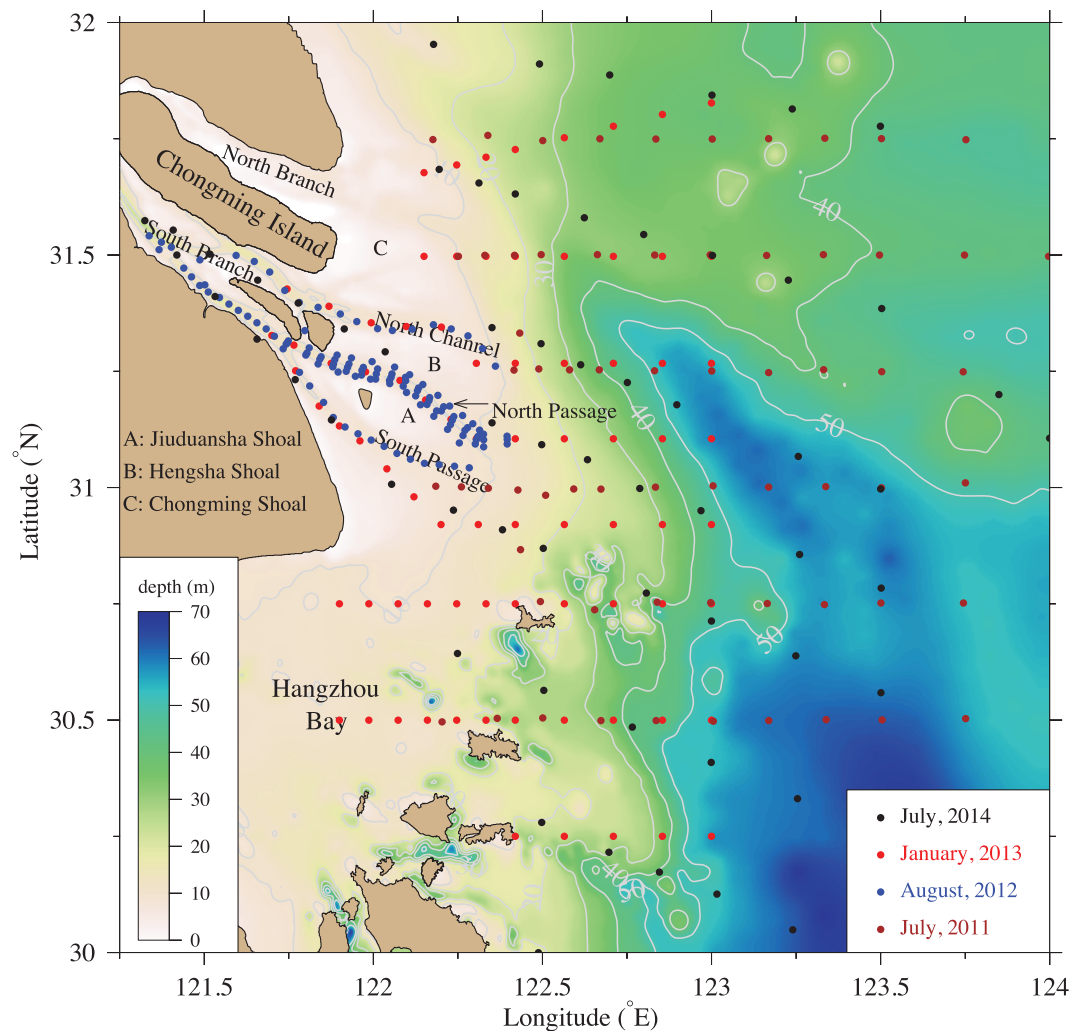 32
31.5
31
30.5
30
Latitude (°N)
121.5
122
122.5
123
123.5
124
Longitude (°E)
North Branch
Chongming Island
South Branch
C
North Channel
B
A
North Passage
South Passage
A: Jiuduansha Shoal
B: Hengsha Shoal
C: Chongming Shoal
Hangzhou
Bay
depth (m)
70
60
50
40
30
20
10
0
40
30
40
50
50
30
40
50
July, 2014
January, 2013
August, 2012
July, 2011